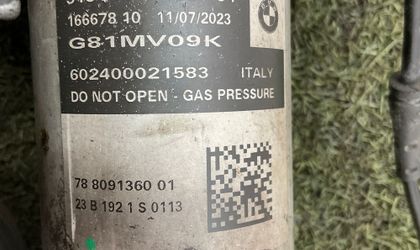 166678 10 11/07/2023
G81MV09K
602400021583 ITALY
DO NOT OPEN - GAS PRESSURE
78 8091360 01
23 B 192 1 S 0113